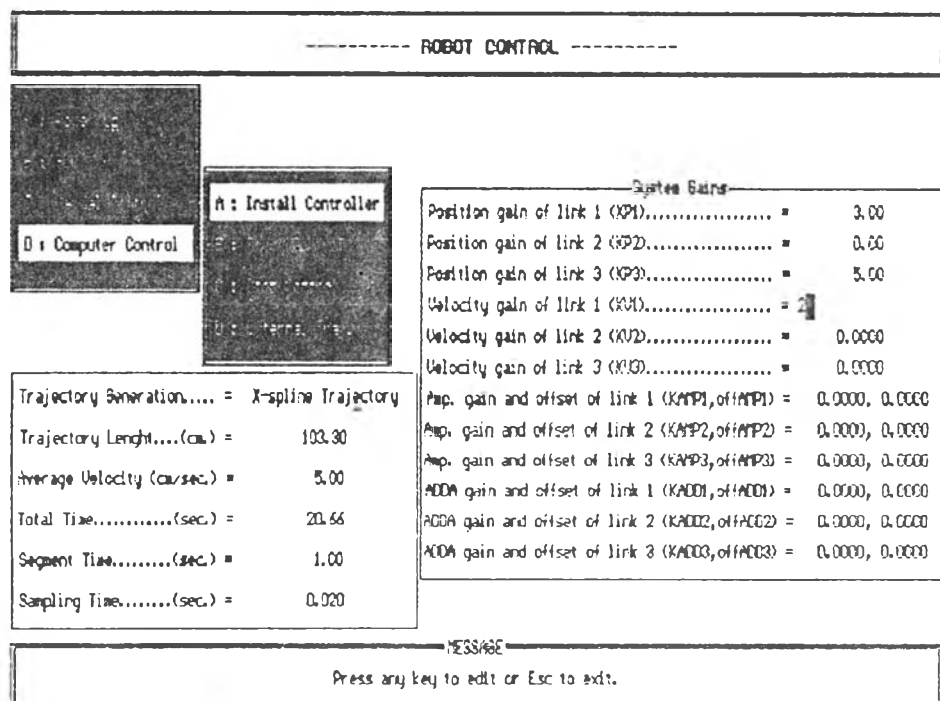 ---------- ROBOT CONTROL ----------
A : Install Controller
D : Computer Control
System Gains
Position gain of link 1 (KP1)................... = 3.00
Position gain of link 2 (KP2)................... = 0.00
Position gain of link 3 (KP3)................... = 5.00
Velocity gain of link 1 (KV1)................... = 2
Velocity gain of link 2 (KV2)................... = 0.0000
Velocity gain of link 3 (KV3)................... = 0.0000
Amp. gain and offset of link 1 (KAMP1,offAMP1) = 0.0000, 0.0000
Amp. gain and offset of link 2 (KAMP2,offAMP2) = 0.0000, 0.0000
Amp. gain and offset of link 3 (KAMP3,offAMP3) = 0.0000, 0.0000
ADDA gain and offset of link 1 (KADD1,offADD1) = 0.0000, 0.0000
ADDA gain and offset of link 2 (KADD2,offADD2) = 0.0000, 0.0000
ADDA gain and offset of link 3 (KADD3,offADD3) = 0.0000, 0.0000
Trajectory Generation..... = X-spline Trajectory
Trajectory Lenght....(cm.) = 103.30
Average Velocity (cm/sec.) = 5.00
Total Time............(sec.) = 20.66
Segment Time.........(sec.) = 1.00
Sampling Time........(sec.) = 0.020
MESSAGE
Press any key to edit or Esc to exit.